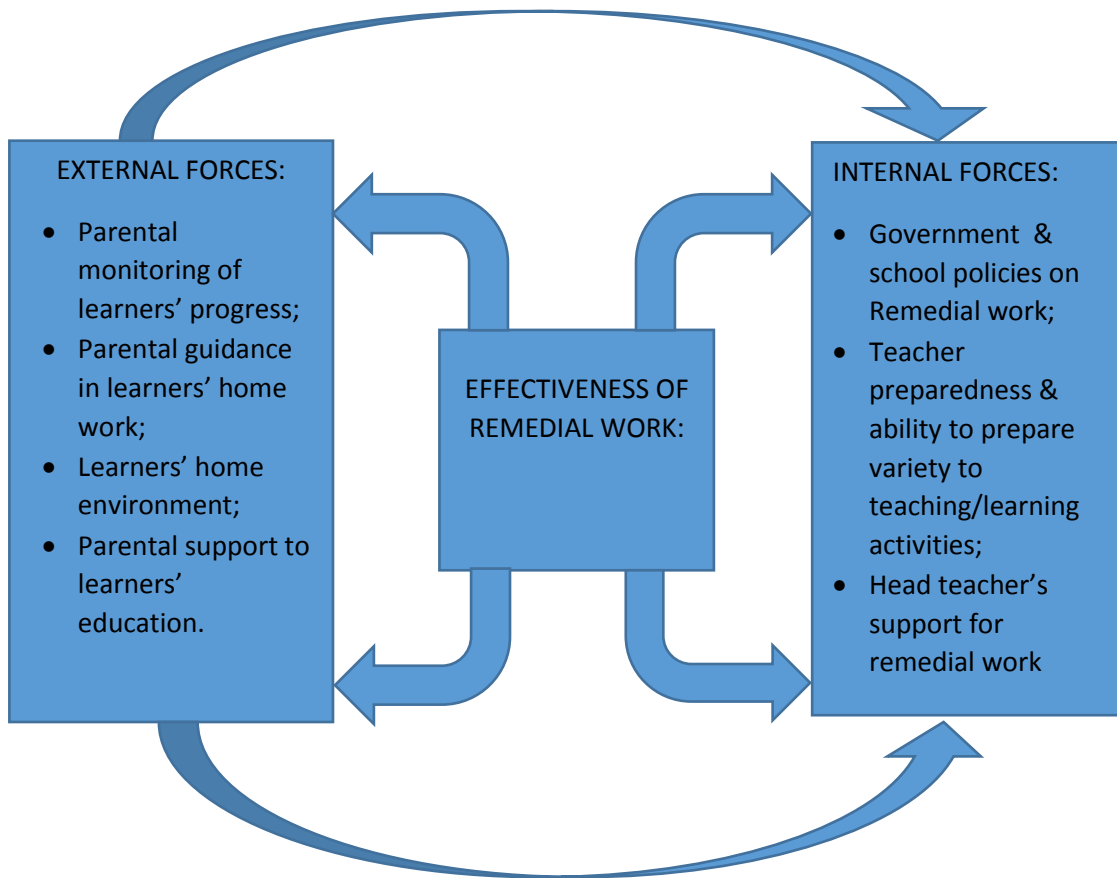 EXTERNAL FORCES:
• Parental
monitoring of
learners’ progress;
• Parental guidance
in learners’ home
work;
• Learners’ home
environment;
• Parental support to
learners’
education.
EFFECTIVENESS OF
REMEDIAL WORK:
INTERNAL FORCES:
• Government & 
school policies on
Remedial work;
• Teacher
preparedness &
ability to prepare
variety to
teaching/learning
activities;
• Head teacher’s
support for
remedial work